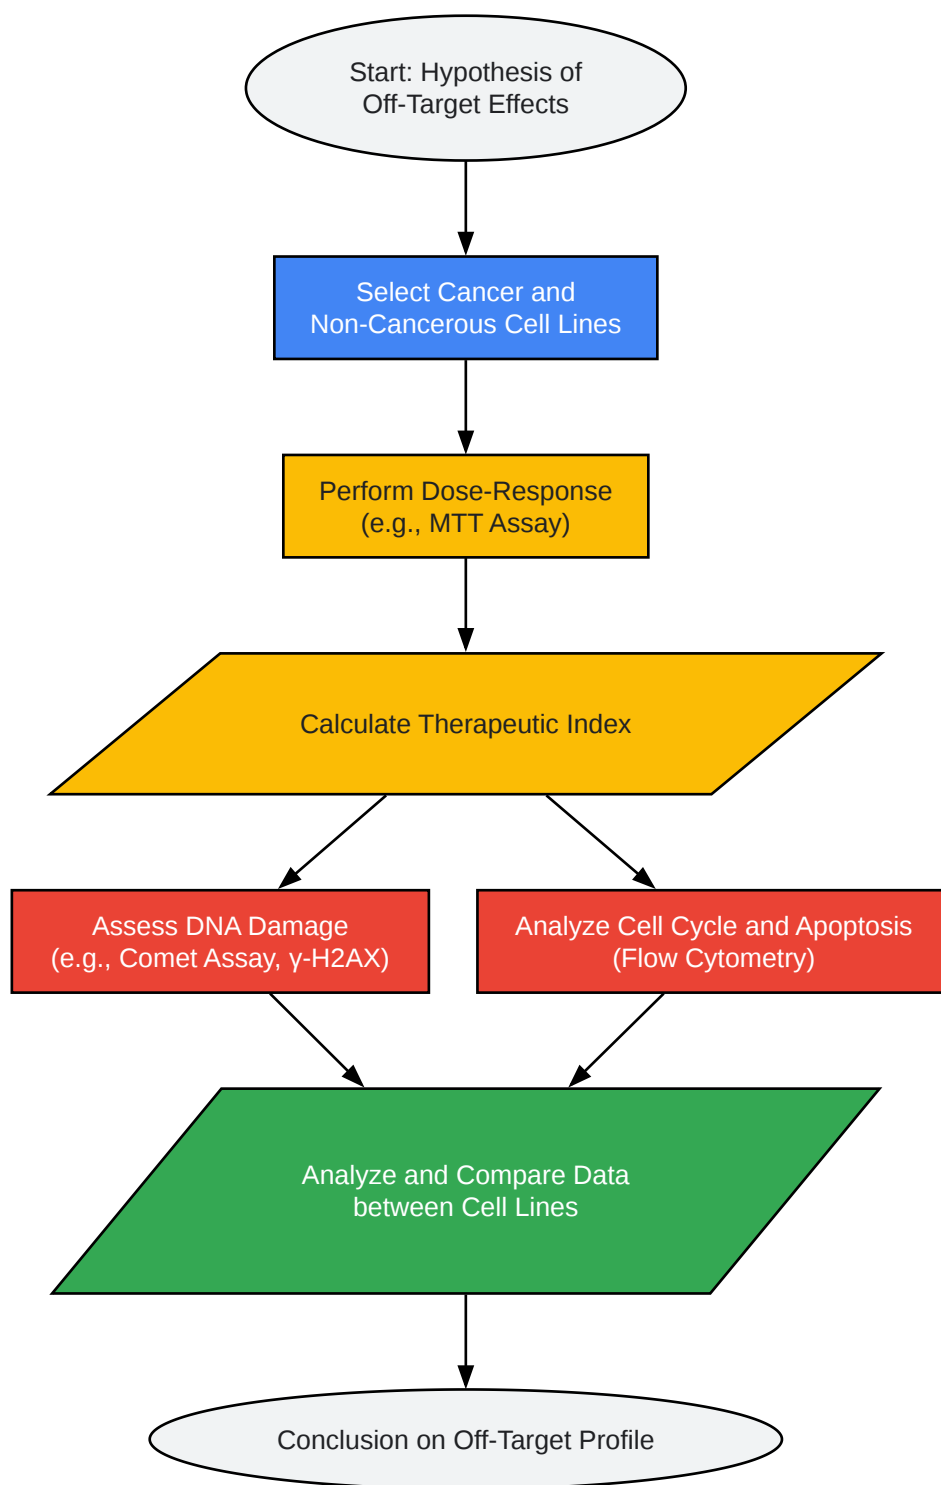 Start: Hypothesis of
Off-Target Effects
Select Cancer and
Non-Cancerous Cell Lines
Perform Dose-Response
(e.g., MTT Assay)
Calculate Therapeutic Index
Assess DNA Damage
(e.g., Comet Assay, γ-H2AX)
Analyze Cell Cycle and Apoptosis
(Flow Cytometry)
Analyze and Compare Data
between Cell Lines
Conclusion on Off-Target Profile